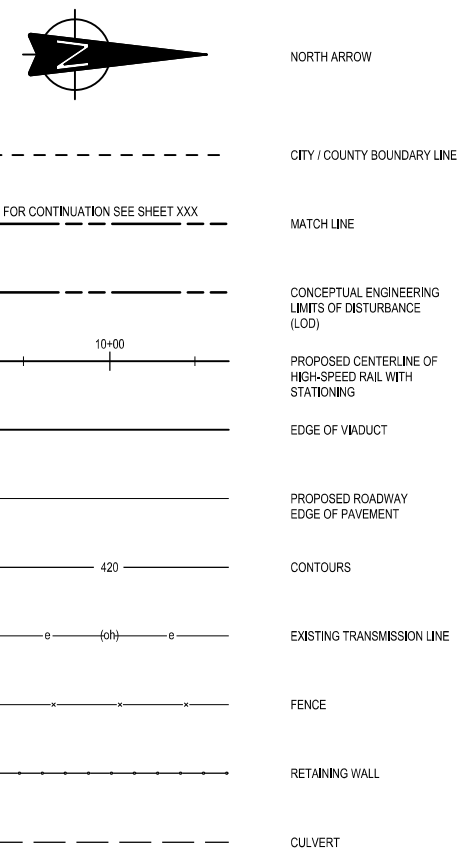 N
NORTH ARROW
CITY / COUNTY BOUNDARY LINE
FOR CONTINUATION SEE SHEET XXX
MATCH LINE
CONCEPTUAL ENGINEERING
LIMITS OF DISTURBANCE
(LOD)
10+00
PROPOSED CENTERLINE OF
HIGH-SPEED RAIL WITH
STATIONING
EDGE OF VIADUCT
PROPOSED ROADWAY
EDGE OF PAVEMENT
420
CONTOURS
e (oh) e
EXISTING TRANSMISSION LINE
x x x
FENCE
RETAINING WALL
CULVERT